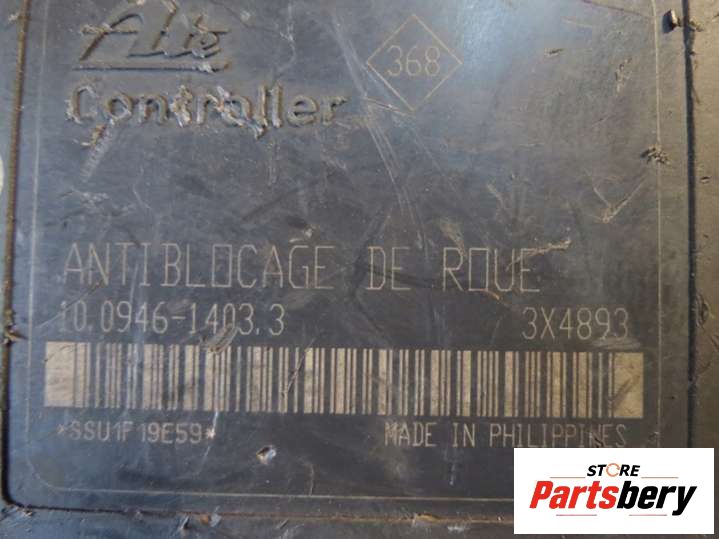 Ate
368
Controller
ANTIBLOCAGE DE ROUE
10.0946-1403.3 3X4893
*SSU1F19E59*
MADE IN PHILIPPINES
STORE
Partsbery